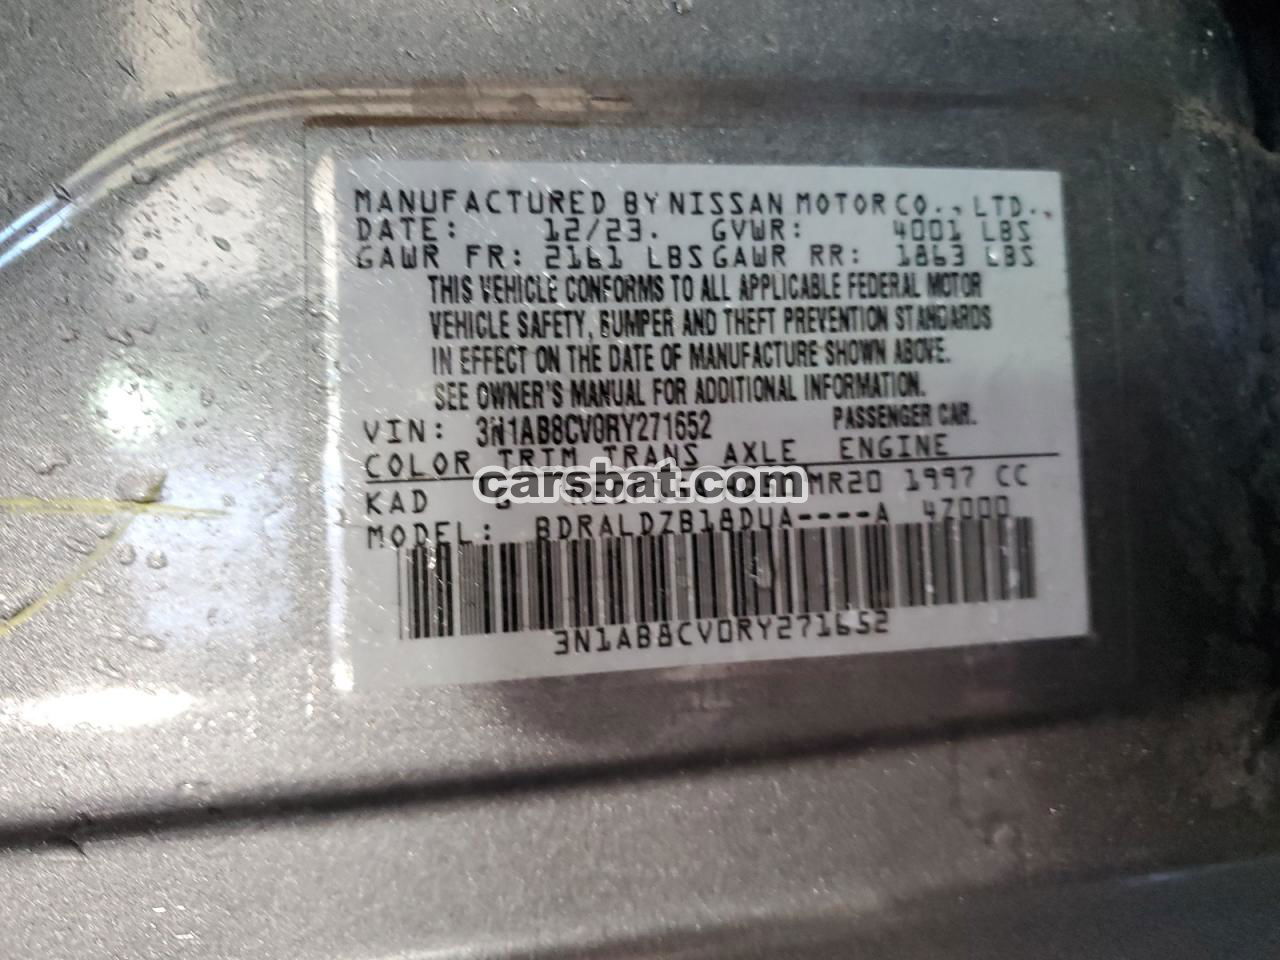 MANUFACTURED BY NISSAN MOTOR CO., LTD.
DATE: 12/23. GVWR: 4001 LBS
GAWR FR: 2161 LBS GAWR RR: 1863 LBS
THIS VEHICLE CONFORMS TO ALL APPLICABLE FEDERAL MOTOR
VEHICLE SAFETY, BUMPER AND THEFT PREVENTION STANDARDS
IN EFFECT ON THE DATE OF MANUFACTURE SHOWN ABOVE.
SEE OWNER'S MANUAL FOR ADDITIONAL INFORMATION.
VIN: 3N1AB8CV0RY271652 PASSENGER CAR.
COLOR TRIM TRANS AXLE ENGINE
carsbat.com
KAD G MR20 1997 CC
MODEL: BDRALDZB18DUA----A 47000
3N1AB8CV0RY271652